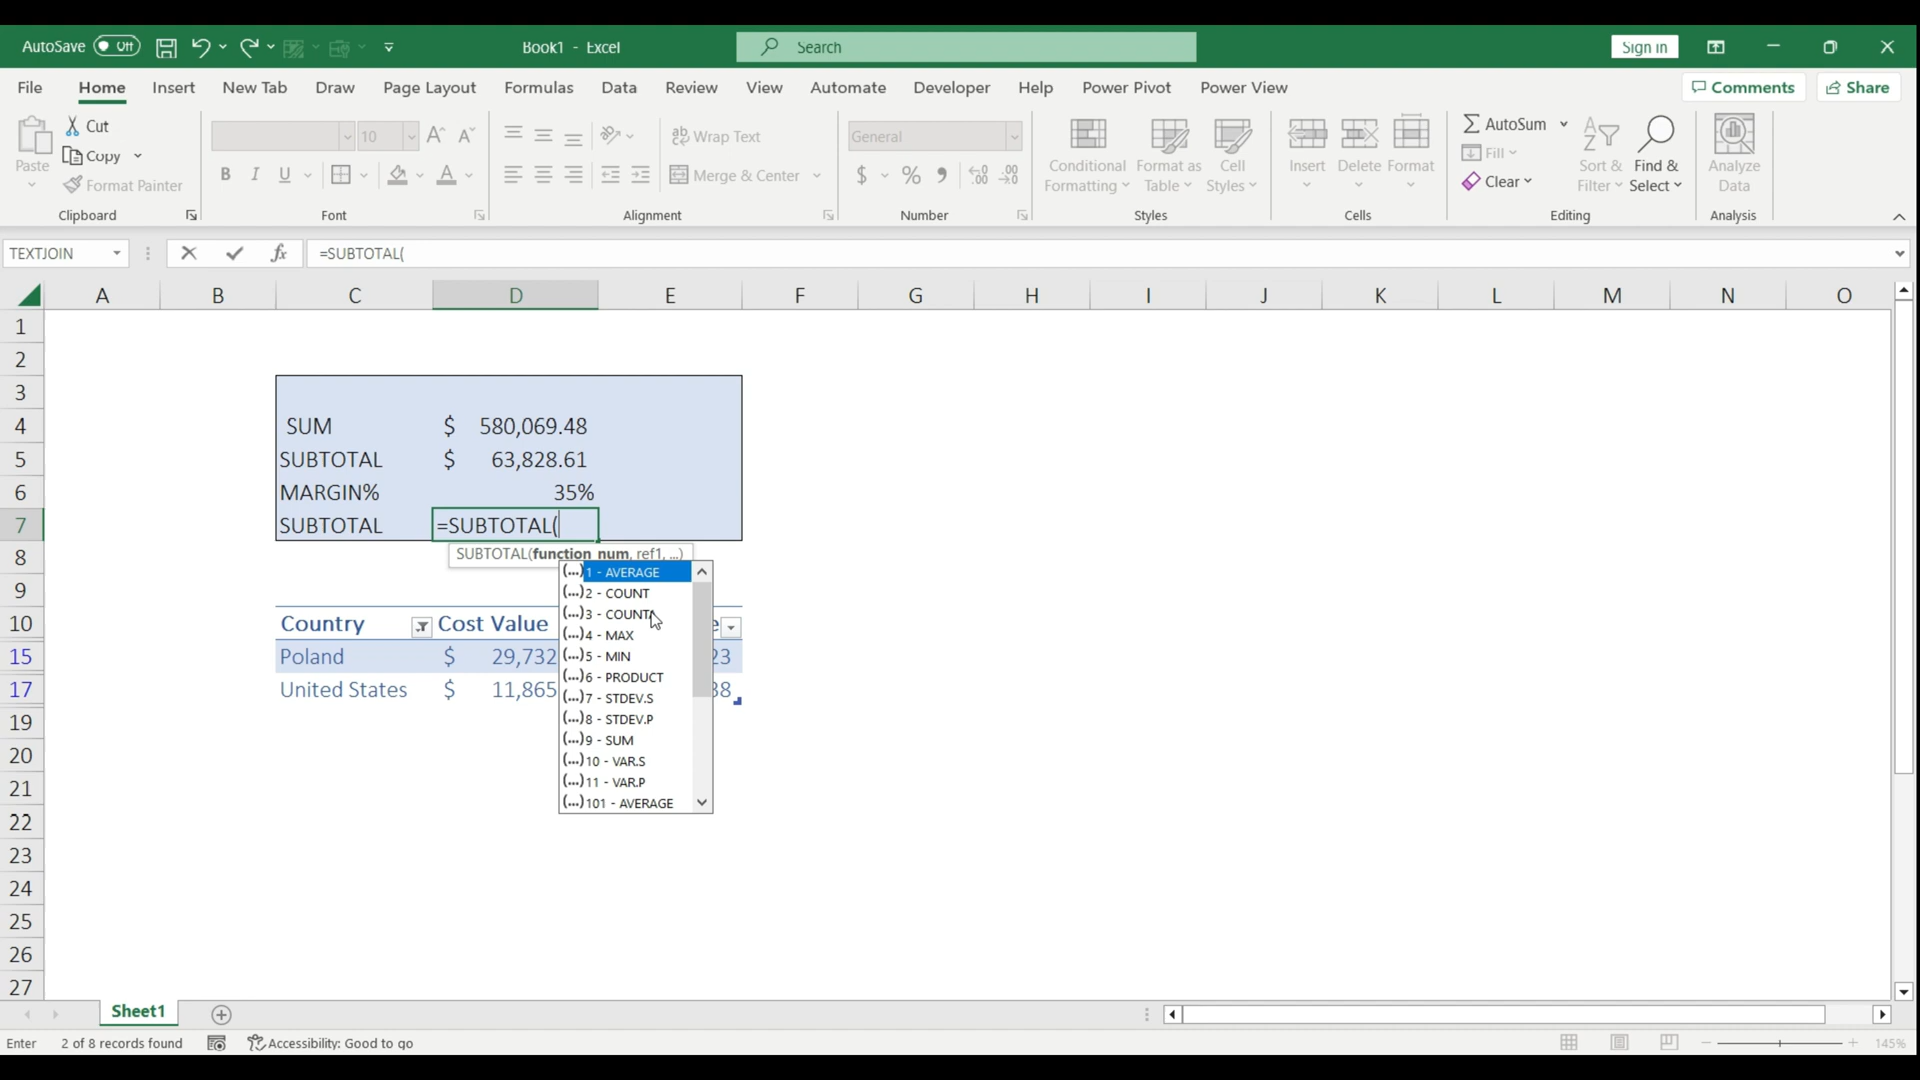 AutoSave Off Book1 - Excel Search Sign in
File Home Insert New Tab Draw Page Layout Formulas Data Review View Automate Developer Help Power Pivot Power View Comments Share
Paste Cut Copy Format Painter Clipboard
10 B I U A Font
ab Wrap Text Merge & Center Alignment
General $ % Number
Conditional Formatting Format as Table Cell Styles Styles
Insert Delete Format Cells
AutoSum Fill Clear Sort & Filter Find & Select Editing
Analyze Data Analysis
TEXTJOIN fx =SUBTOTAL(
A B C D E F G H I J K L M N O
1
2
3
4 SUM $ 580,069.48
5 SUBTOTAL $ 63,828.61
6 MARGIN% 35%
7 SUBTOTAL =SUBTOTAL(
8 SUBTOTAL(function_num, ref1, ...)
(...)1 - AVERAGE
(...)2 - COUNT
(...)3 - COUNTA
(...)4 - MAX
(...)5 - MIN
(...)6 - PRODUCT
(...)7 - STDEV.S
(...)8 - STDEV.P
(...)9 - SUM
(...)10 - VAR.S
(...)11 - VAR.P
(...)101 - AVERAGE
9
10 Country Cost Value e
15 Poland $ 29,732 23
17 United States $ 11,865 38
19
20
21
22
23
24
25
26
27
Sheet1
Enter 2 of 8 records found Accessibility: Good to go 145%